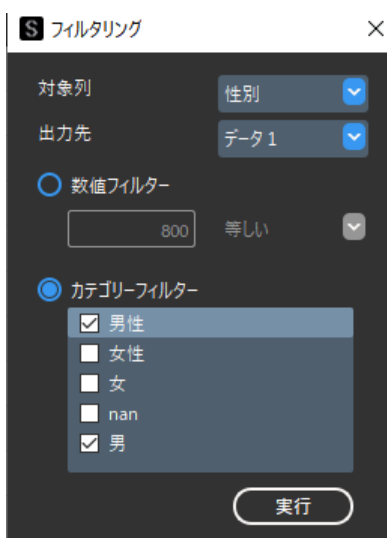 S フィルタリング
対象列 性別
出力先 データ1
数値フィルター
800 等しい
カテゴリーフィルター
男性
女性
女
nan
男
実行